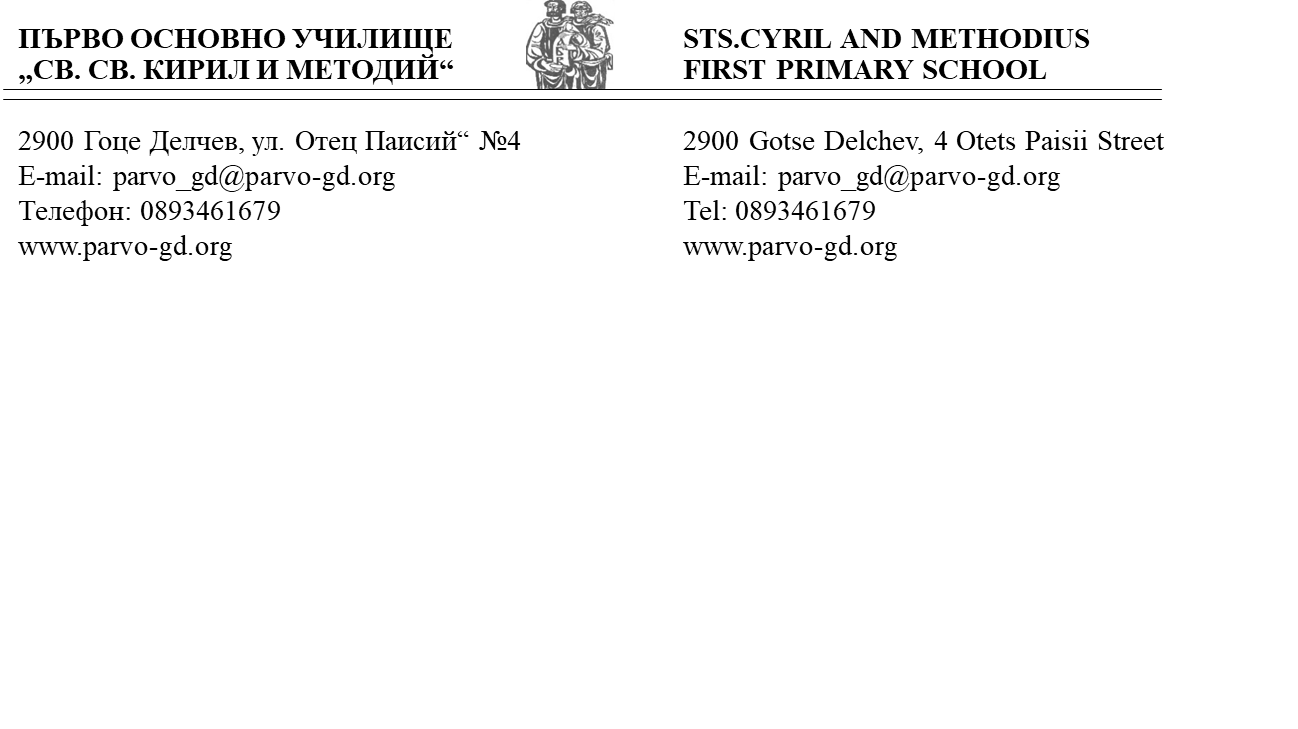 ПЪРВО ОСНОВНО УЧИЛИЩЕ
„СВ. СВ. КИРИЛ И МЕТОДИЙ“
2900 Гоце Делчев, ул. Отец Паисий“ №4
E-mail: parvo_gd@parvo-gd.org
Телефон: 0893461679
www.parvo-gd.org
STS.CYRIL AND METHODIUS
FIRST PRIMARY SCHOOL
2900 Gotse Delchev, 4 Otets Paisii Street
E-mail: parvo_gd@parvo-gd.org
Tel: 0893461679
www.parvo-gd.org